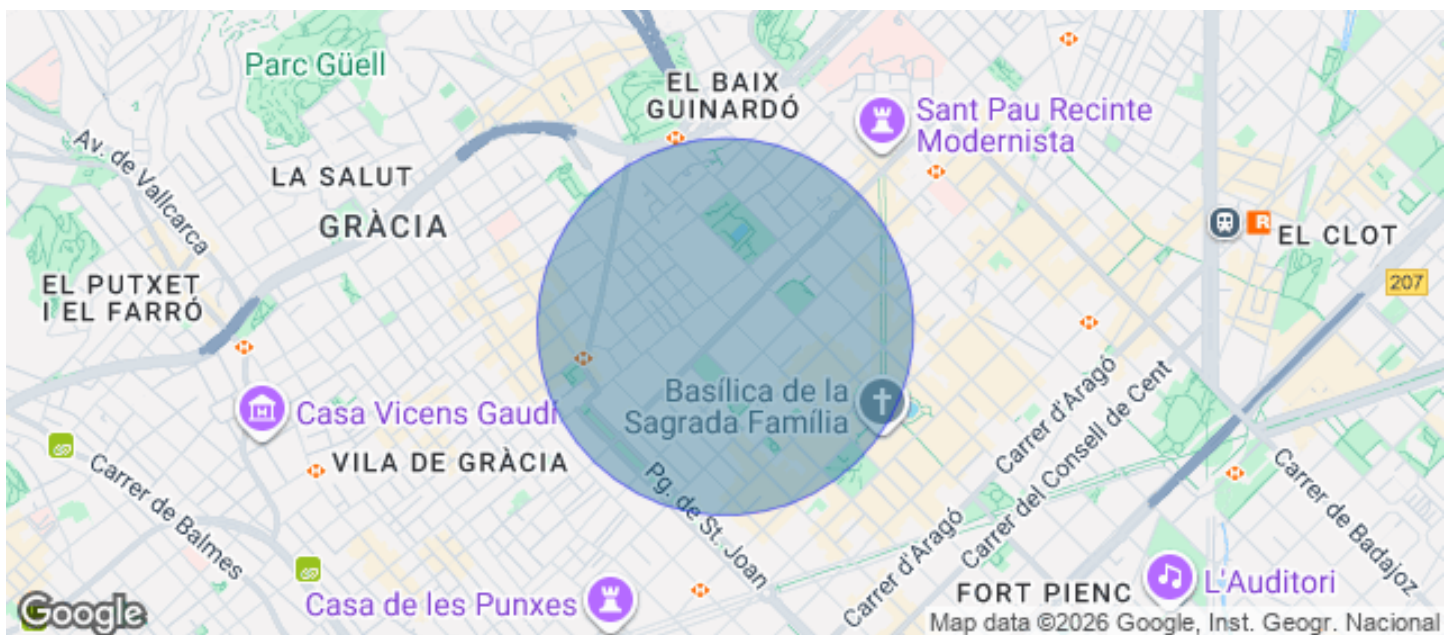 Parc Güell
EL BAIX
GUINARDÓ
Sant Pau Recinte
Modernista
Av. de Vallcarca
LA SALUT
GRÀCIA
EL CLOT
EL PUTXET
I EL FARRÓ
207
Basílica de la
Sagrada Família
Casa Vicens Gaudí
VILA DE GRÀCIA
Carrer d'Aragó
Carrer del Consell de Cent
Carrer de Balmes
Pg. de St. Joan
Carrer d'Aragó
Carrer de Badajoz
FORT PIENC
L'Auditori
Casa de les Punxes
Google
Map data ©2026 Google, Inst. Geogr. Nacional